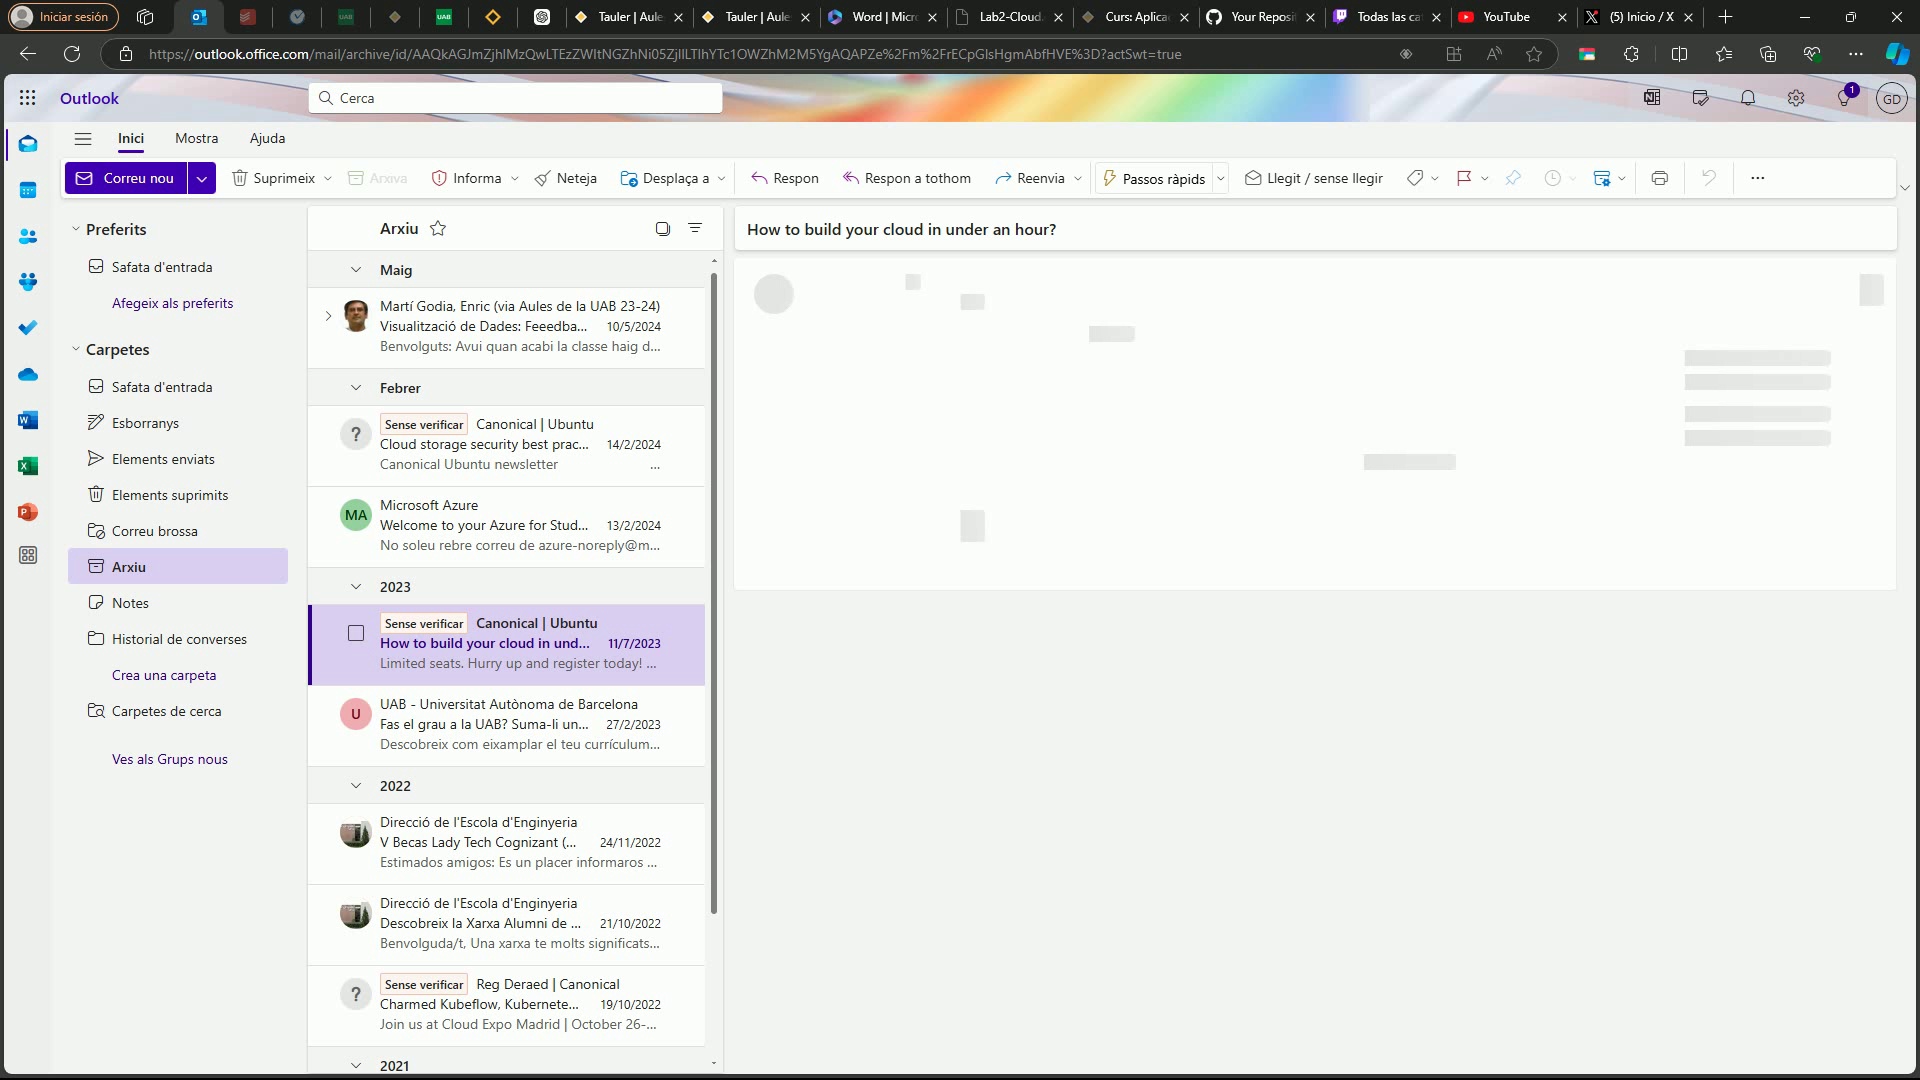 Iniciar sesión
Tauler | Aule
Tauler | Aule
Word | Micr
Lab2-Cloud.
Curs: Aplica
Your Reposi
Todas las ca
YouTube
(5) Inicio / X
https://outlook.office.com/mail/archive/id/AAQkAGJmZjhlMzQwLTEzZWItNGZhNi05ZjllLTlhYTc1OWZhM2M5YgAQAPZe%2Fm%2FrECpGlsHgmAbfHVE%3D?actSwt=true
Outlook
Cerca
1
GD
Inici
Mostra
Ajuda
Correu nou
Suprimeix
Arxiva
Informa
Neteja
Desplaça a
Respon
Respon a tothom
Reenvia
Passos ràpids
Llegit / sense llegir
Preferits
Safata d'entrada
Afegeix als preferits
Carpetes
Safata d'entrada
Esborranys
Elements enviats
Elements suprimits
Correu brossa
Arxiu
Notes
Historial de converses
Crea una carpeta
Carpetes de cerca
Ves als Grups nous
Arxiu
Maig
Martí Godia, Enric (via Aules de la UAB 23-24)
Visualització de Dades: Feeedba... 10/5/2024
Benvolguts: Avui quan acabi la classe haig d...
Febrer
?
Sense verificar Canonical | Ubuntu
Cloud storage security best prac... 14/2/2024
Canonical Ubuntu newsletter ...
MA
Microsoft Azure
Welcome to your Azure for Stud... 13/2/2024
No soleu rebre correu de azure-noreply@m...
2023
Sense verificar Canonical | Ubuntu
How to build your cloud in und... 11/7/2023
Limited seats. Hurry up and register today! ...
U
UAB - Universitat Autònoma de Barcelona
Fas el grau a la UAB? Suma-li un... 27/2/2023
Descobreix com eixamplar el teu currículum...
2022
Direcció de l'Escola d'Enginyeria
V Becas Lady Tech Cognizant (... 24/11/2022
Estimados amigos: Es un placer informaros ...
Direcció de l'Escola d'Enginyeria
Descobreix la Xarxa Alumni de ... 21/10/2022
Benvolguda/t, Una xarxa te molts significats...
?
Sense verificar Reg Deraed | Canonical
Charmed Kubeflow, Kubernete... 19/10/2022
Join us at Cloud Expo Madrid | October 26-...
2021
How to build your cloud in under an hour?